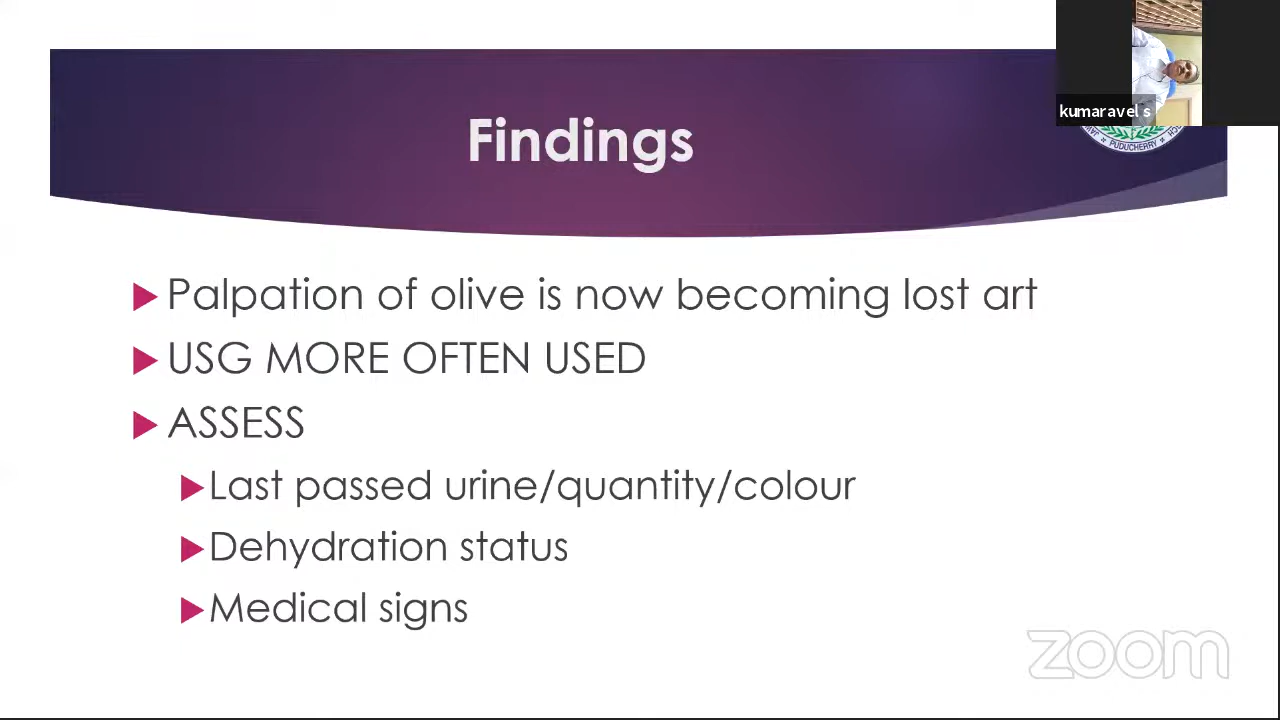 kumaravel s
PUDUCHERRY
Findings
Palpation of olive is now becoming lost art
USG MORE OFTEN USED
ASSESS
Last passed urine/quantity/colour
Dehydration status
Medical signs
zoom